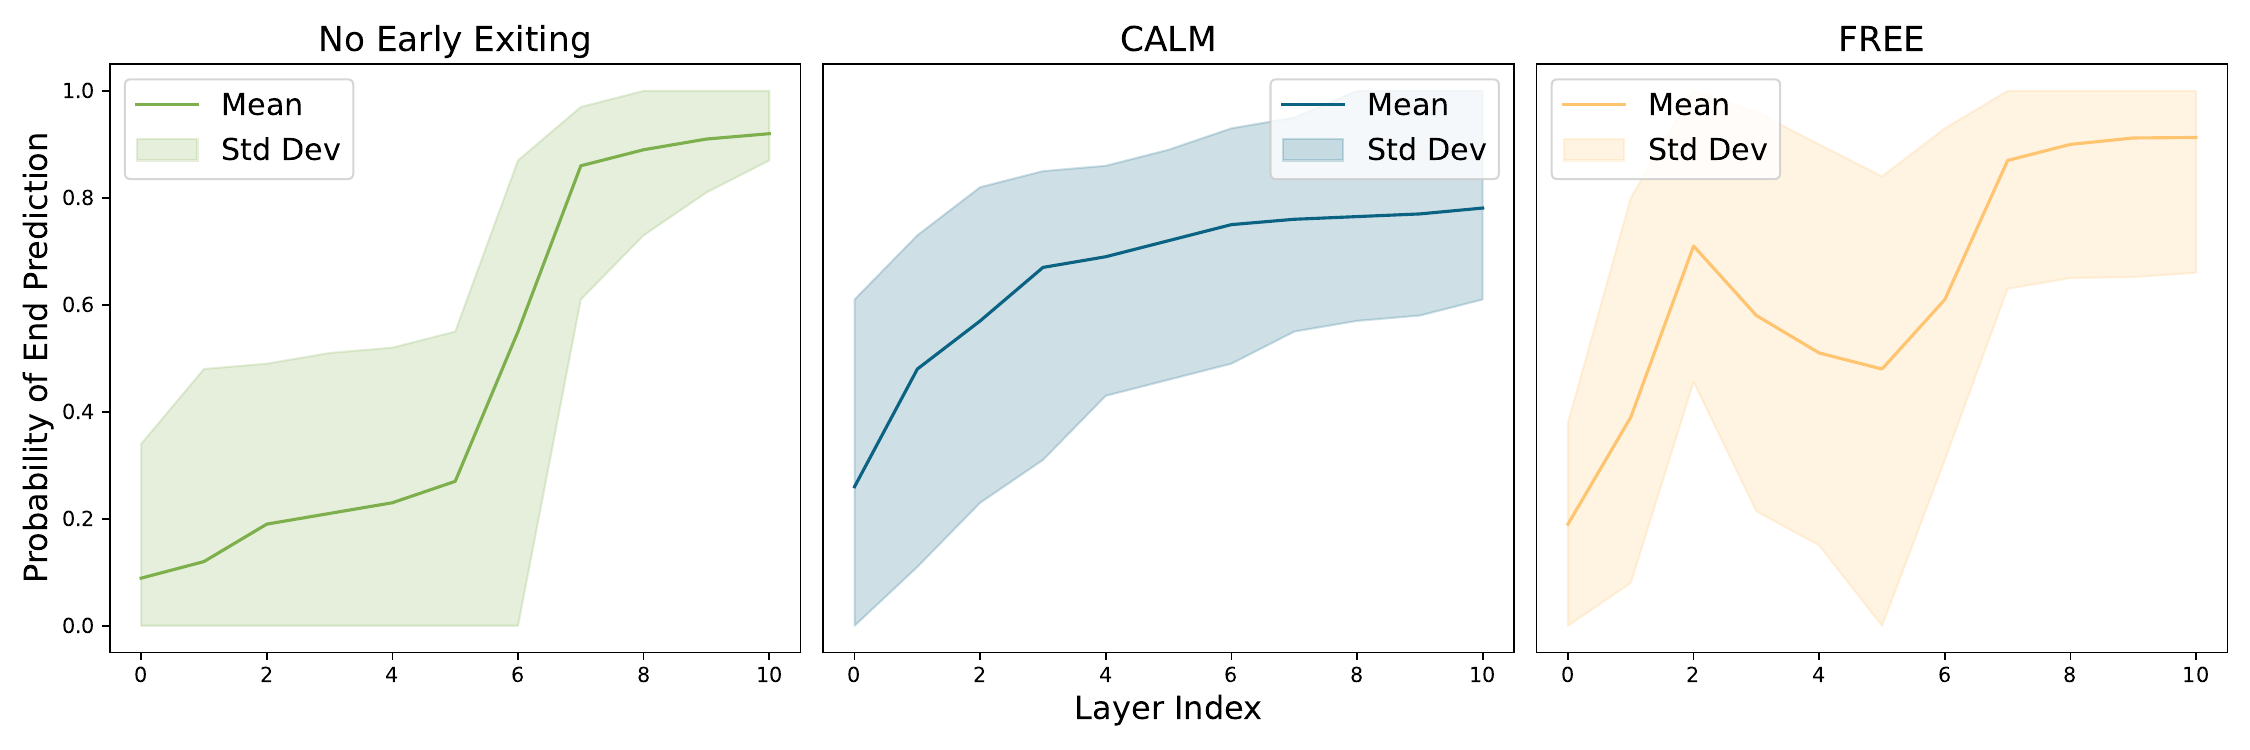 No Early Exiting
CALM
FREE
Mean
Std Dev
Mean
Std Dev
Mean
Std Dev
Probability of End Prediction
1.0
0.8
0.6
0.4
0.2
0.0
0 2 4 6 8 10
0 2 4 6 8 10
0 2 4 6 8 10
Layer Index